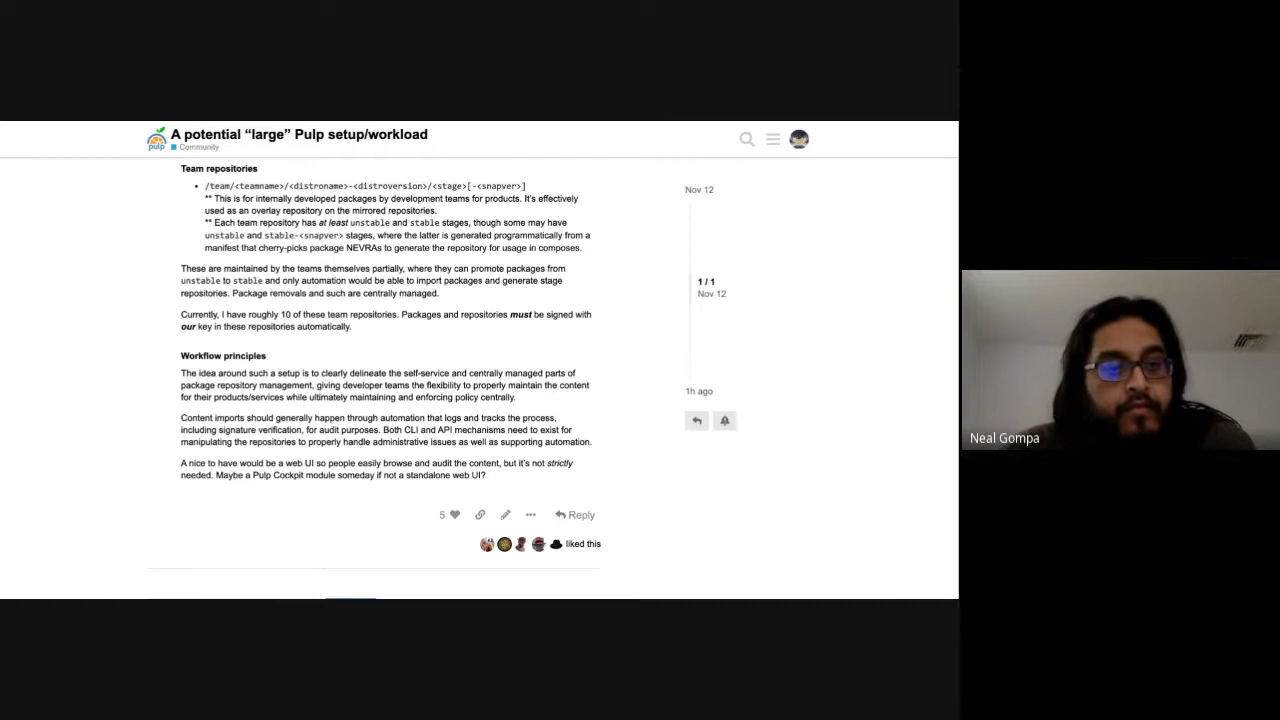 A potential “large” Pulp setup/workload
pulp
Community
Team repositories
• /team/<teamname>/<distroname>-<distroversion>/<stage>[-<snapver>]
** This is for internally developed packages by development teams for products. It’s effectively
used as an overlay repository on the mirrored repositories.
** Each team repository has at least unstable and stable stages, though some may have
unstable and stable-<snapver> stages, where the latter is generated programmatically from a
manifest that cherry-picks package NEVRAs to generate the repository for usage in composes.
These are maintained by the teams themselves partially, where they can promote packages from
unstable to stable and only automation would be able to import packages and generate stage
repositories. Package removals and such are centrally managed.
Currently, I have roughly 10 of these team repositories. Packages and repositories must be signed with
our key in these repositories automatically.
Workflow principles
The idea around such a setup is to clearly delineate the self-service and centrally managed parts of
package repository management, giving developer teams the flexibility to properly maintain the content
for their products/services while ultimately maintaining and enforcing policy centrally.
Content imports should generally happen through automation that logs and tracks the process,
including signature verification, for audit purposes. Both CLI and API mechanisms need to exist for
manipulating the repositories to properly handle administrative issues as well as supporting automation.
A nice to have would be a web UI so people easily browse and audit the content, but it’s not strictly
needed. Maybe a Pulp Cockpit module someday if not a standalone web UI?
5
Reply
liked this
Nov 12
1 / 1
Nov 12
1h ago
Neal Gompa